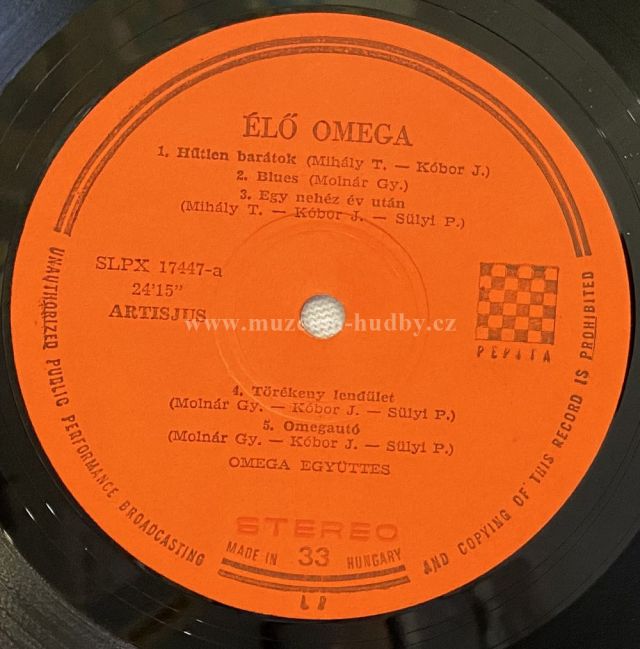 ÉLŐ OMEGA
1. Hűtlen barátok (Mihály T. — Kóbor J.)
2. Blues (Molnár Gy.)
3. Egy nehéz év után
(Mihály T. — Kóbor J. — Sülyi P.)
SLPX 17447-a
24'15"
ARTISJUS
PEPITA
www.muzeum-hudby.cz
4. Törékeny lendület
(Molnár Gy. — Kóbor J. — Sülyi P.)
5. Omegautó
(Molnár Gy. — Kóbor J. — Sülyi P.)
OMEGA EGYÜTTES
STEREO
MADE IN 33 HUNGARY
LP
UNAUTHORIZED PUBLIC PERFORMANCE BROADCASTING AND COPYING OF THIS RECORD IS PROHIBITED